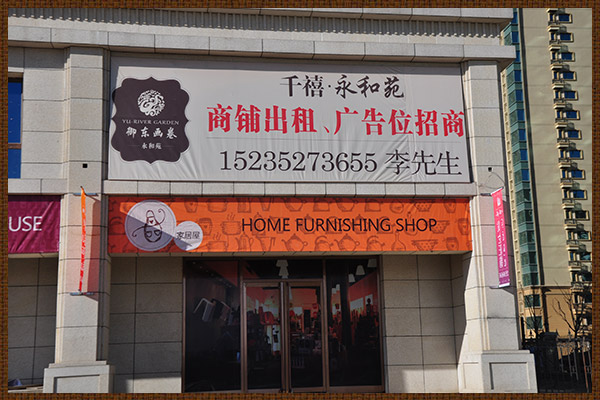 千禧·永和苑
YU RIVER GARDEN
御东画卷
永和苑
商铺出租、广告位招商
15235273655 李先生
USE
家居屋
HOME FURNISHING SHOP